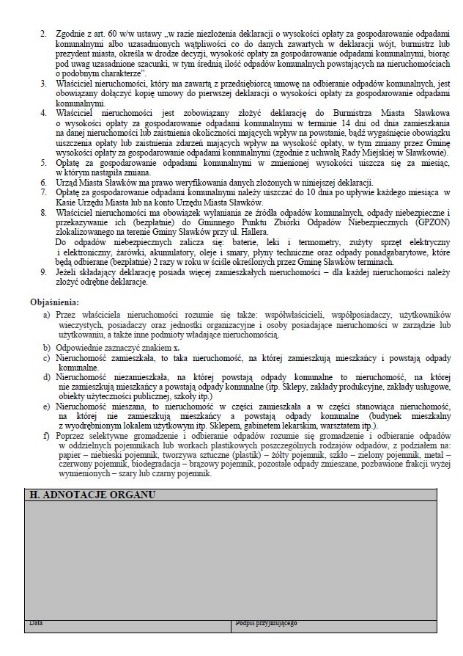 2. Zgodnie z art. 60 w/w ustawy „w razie niezłożenia deklaracji o wysokości opłaty za gospodarowanie odpadami
komunalnymi albo uzasadnionych wątpliwości co do danych zawartych w deklaracji wójt, burmistrz lub
prezydent miasta, określa w drodze decyzji, wysokość opłaty za gospodarowanie odpadami komunalnymi, biorąc
pod uwagę uzasadnione szacunki, w tym średnią ilość odpadów komunalnych powstających na nieruchomościach
o podobnym charakterze”.
3. Właściciel nieruchomości, który ma zawartą z przedsiębiorcą umowę na odbieranie odpadów komunalnych, jest
obowiązany dołączyć kopię umowy do pierwszej deklaracji o wysokości opłaty za gospodarowanie odpadami
komunalnymi.
4. Właściciel nieruchomości jest zobowiązany złożyć deklarację do Burmistrza Miasta Sławkowa
o wysokości opłaty za gospodarowanie odpadami komunalnymi w terminie 14 dni od dnia zamieszkania
na danej nieruchomości lub zaistnienia okoliczności mających wpływ na powstanie, bądź wygaśnięcie obowiązku
uiszczenia opłaty lub zaistnienia zdarzeń mających wpływ na wysokość opłaty, w tym zmiany przez Gminę
wysokości opłaty za gospodarowanie odpadami komunalnymi (zgodnie z uchwałą Rady Miejskiej w Sławkowie).
5. Opłatę za gospodarowanie odpadami komunalnymi w zmienionej wysokości uiszcza się za miesiąc,
w którym nastąpiła zmiana.
6. Urząd Miasta Sławków ma prawo weryfikowania danych złożonych w niniejszej deklaracji.
7. Opłatę za gospodarowanie odpadami komunalnymi należy uiszczać do 10 dnia po upływie każdego miesiąca w
Kasie Urzędu Miasta lub na konto Urzędu Miasta Sławków.
8. Właściciel nieruchomości ma obowiązek wyłaniania ze źródła odpadów komunalnych, odpady niebezpieczne i
przekazywanie ich (bezpłatnie) do Gminnego Punktu Zbiórki Odpadów Niebezpiecznych (GPZON)
zlokalizowanego na terenie Gminy Sławków przy ul. Hallera.
Do odpadów niebezpiecznych zalicza się: baterie, leki i termometry, zużyty sprzęt elektryczny
i elektroniczny, żarówki, akumulatory, oleje i smary, płyny techniczne oraz odpady ponadgabarytowe, które
będą odbierane (bezpłatnie) 2 razy w roku w ściśle określonych przez Gminę Sławków terminach.
9. Jeżeli składający deklarację posiada więcej zamieszkałych nieruchomości – dla każdej nieruchomości należy
złożyć odrębne deklaracje.
Objaśnienia:
a) Przez właściciela nieruchomości rozumie się także: współwłaścicieli, współposiadaczy, użytkowników
wieczystych, posiadaczy oraz jednostki organizacyjne i osoby posiadające nieruchomości w zarządzie lub
użytkowaniu, a także inne podmioty władające nieruchomością.
b) Odpowiednie zaznaczyć znakiem x.
c) Nieruchomość zamieszkała, to taka nieruchomość, na której zamieszkują mieszkańcy i powstają odpady
komunalne.
d) Nieruchomość niezamieszkała, na której powstają odpady komunalne to nieruchomość, na której
nie zamieszkują mieszkańcy a powstają odpady komunalne (itp. Sklepy, zakłady produkcyjne, zakłady usługowe,
obiekty użyteczności publicznej, szkoły itp.)
e) Nieruchomość mieszana, to nieruchomość w części zamieszkała a w części stanowiąca nieruchomość,
na której nie zamieszkują mieszkańcy a powstają odpady komunalne (budynek mieszkalny
z wyodrębnionym lokalem użytkowym itp. Sklepem, gabinetem lekarskim, warsztatem itp.).
f) Poprzez selektywne gromadzenie i odbieranie odpadów rozumie się gromadzenie i odbieranie odpadów
w oddzielnych pojemnikach lub workach plastikowych poszczególnych rodzajów odpadów, z podziałem na:
papier – niebieski pojemnik, tworzywa sztuczne (plastik) – żółty pojemnik, szkło – zielony pojemnik, metal –
czerwony pojemnik, biodegradacja – brązowy pojemnik, pozostałe odpady zmieszane, pozbawione frakcji wyżej
wymienionych – szary lub czarny pojemnik.
H. ADNOTACJE ORGANU
Data Podpis przyjmującego